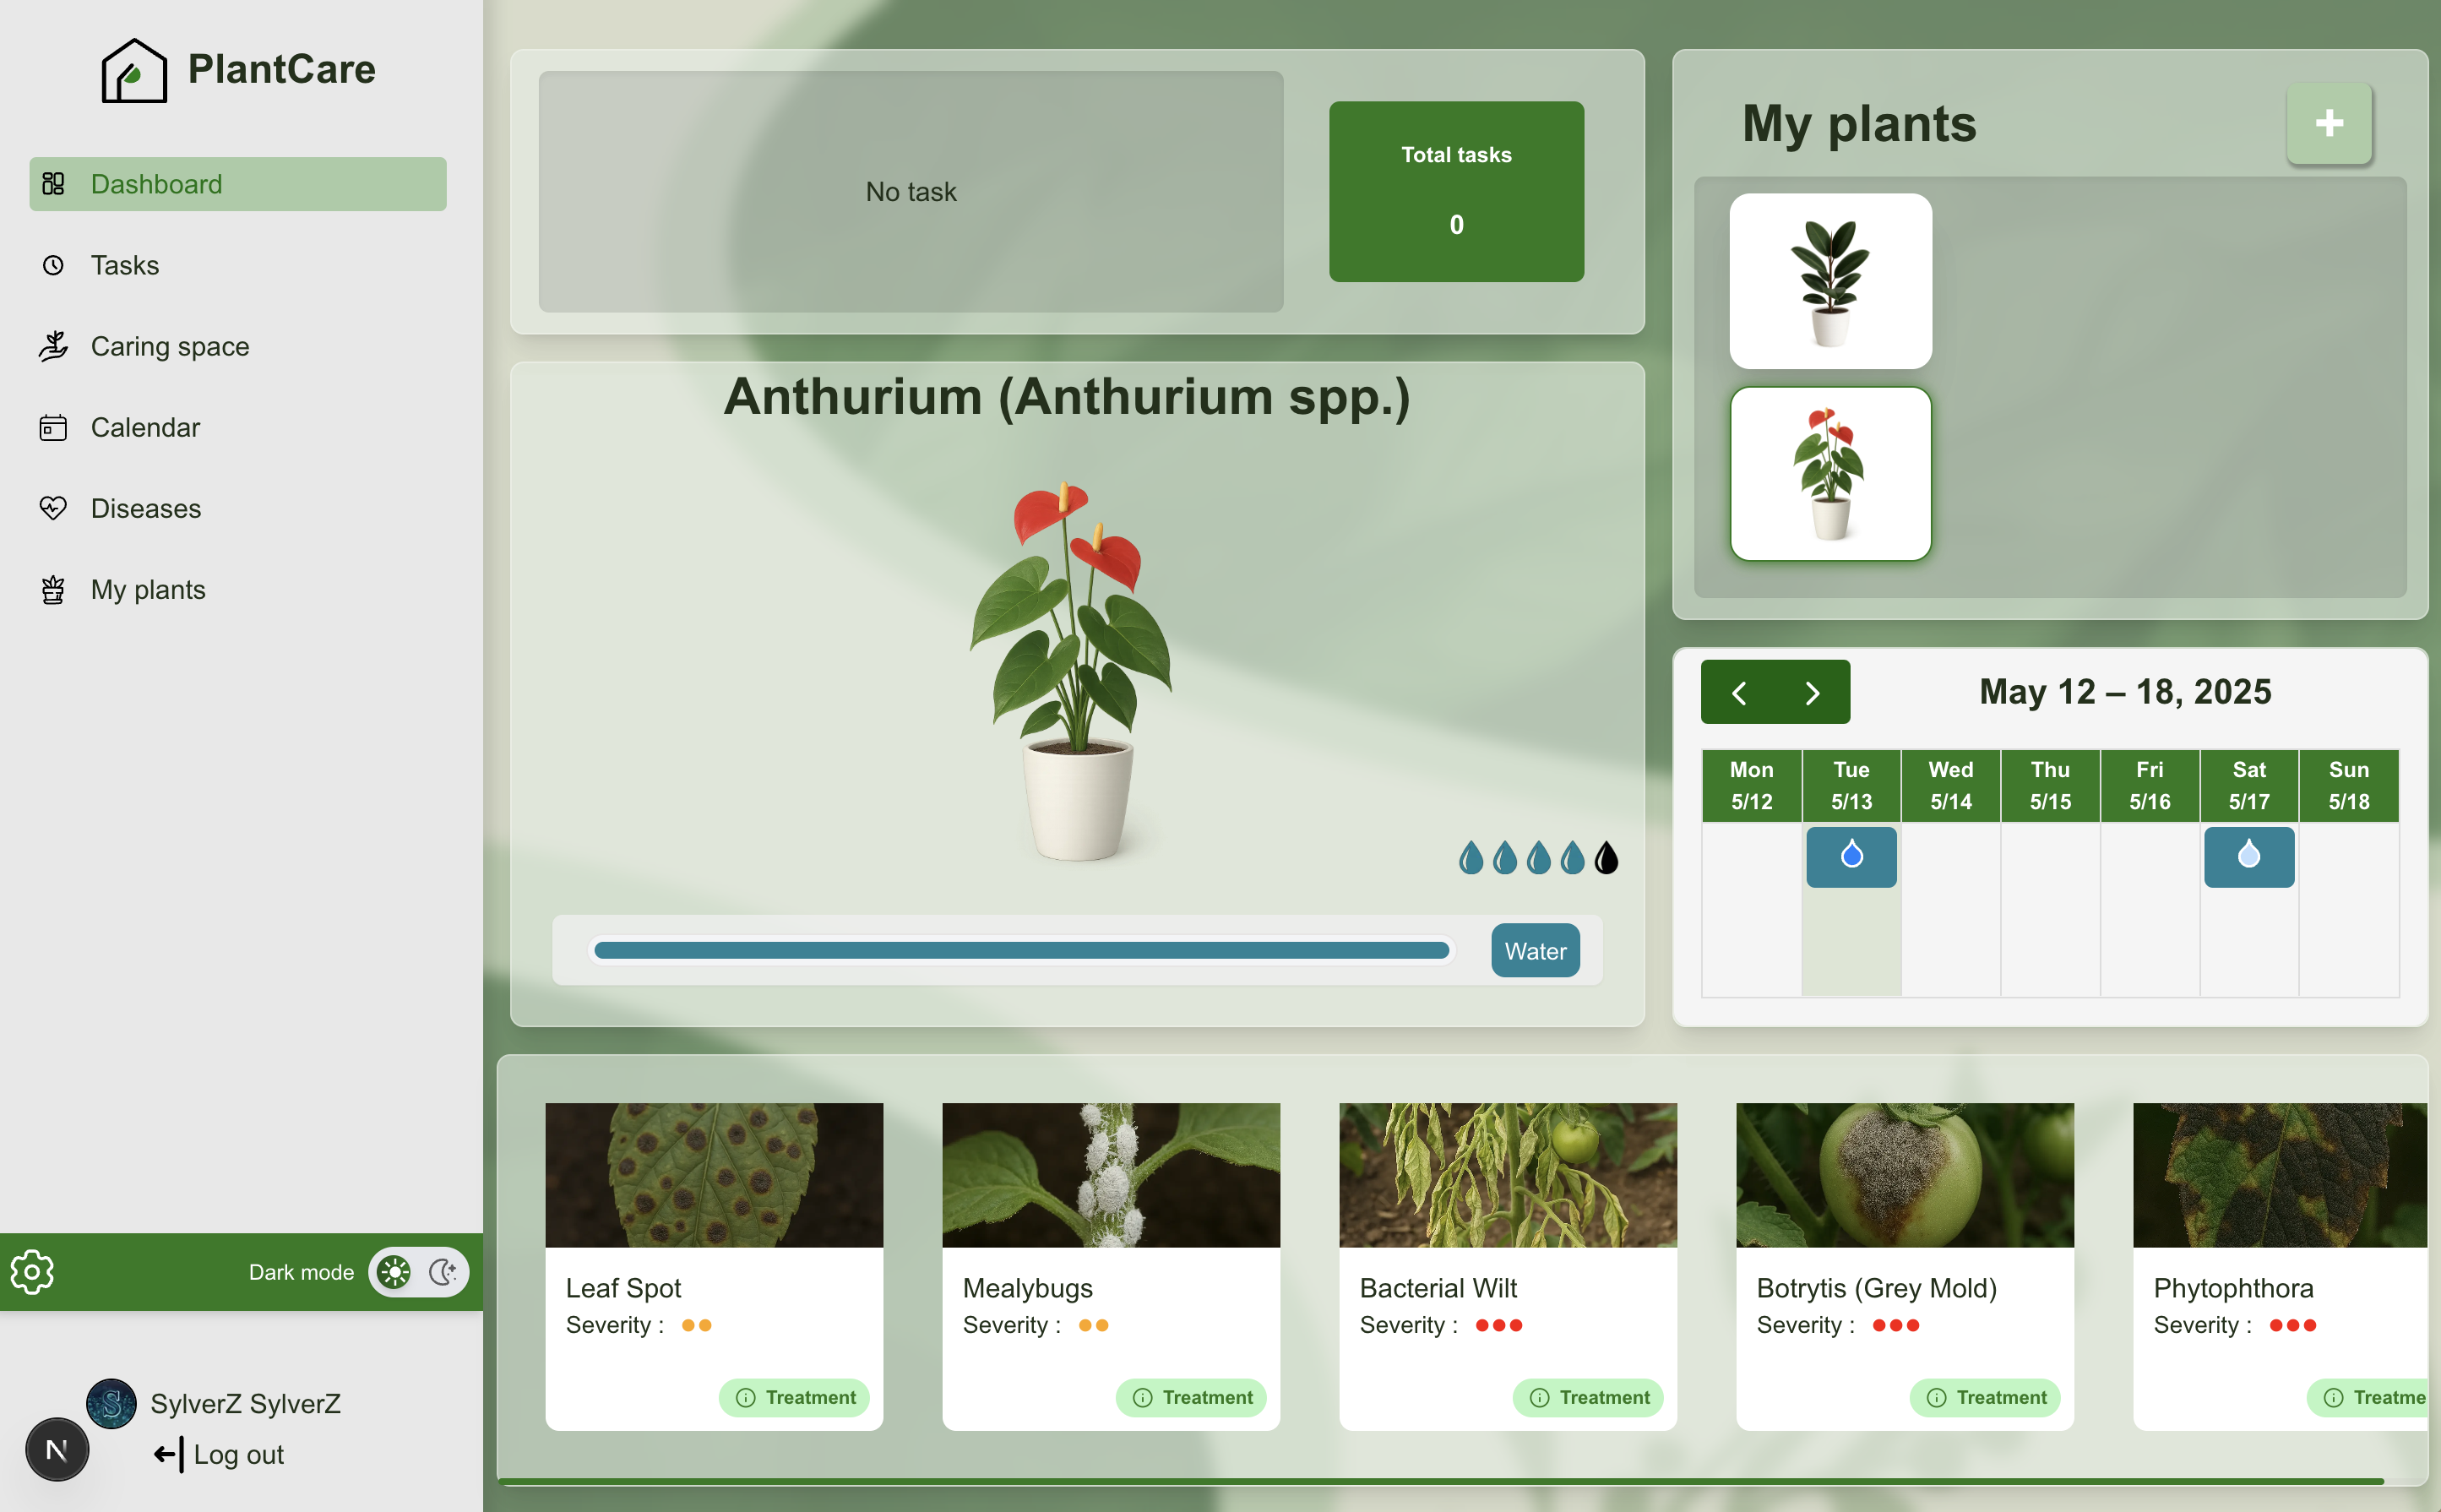 PlantCare
Dashboard
Tasks
Caring space
Calendar
Diseases
My plants
Dark mode
SylverZ SylverZ
N
Log out
No task
Total tasks
0
Anthurium (Anthurium spp.)
Water
My plants
+
May 12 – 18, 2025
Mon Tue Wed Thu Fri Sat Sun
5/12 5/13 5/14 5/15 5/16 5/17 5/18
Leaf Spot
Severity :
Treatment
Mealybugs
Severity :
Treatment
Bacterial Wilt
Severity :
Treatment
Botrytis (Grey Mold)
Severity :
Treatment
Phytophthora
Severity :
Treatme